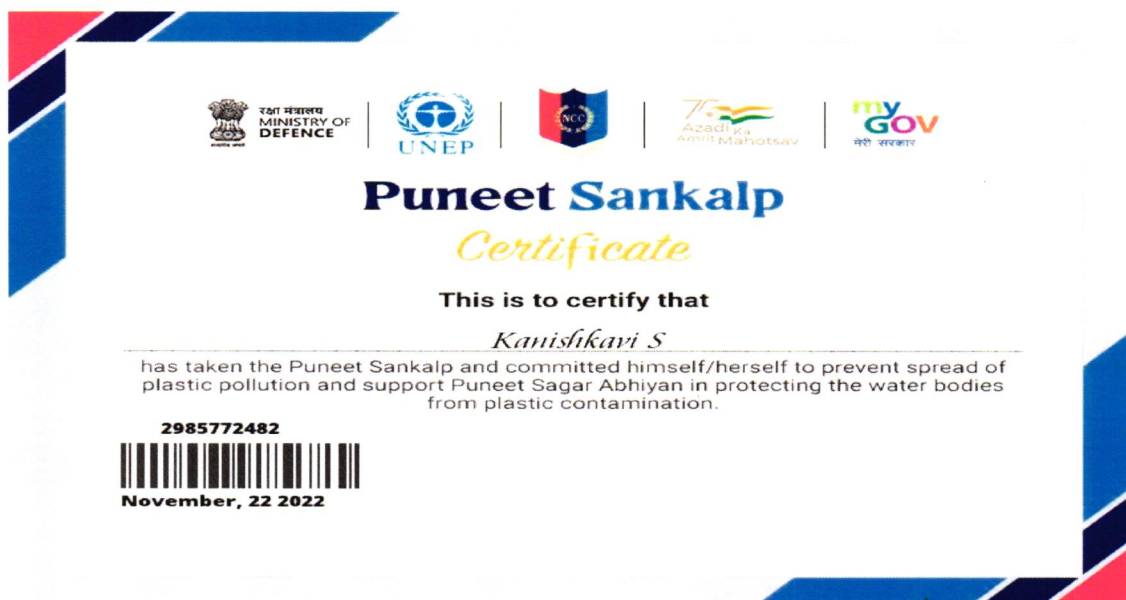 रक्षा मंत्रालय
MINISTRY OF
DEFENCE
UNEP
NCC
75
Azadi Ka
Amrit Mahotsav
my
GOV
मेरी सरकार
Puneet Sankalp
Certificate
This is to certify that
Kanishkavi S
has taken the Puneet Sankalp and committed himself/herself to prevent spread of
plastic pollution and support Puneet Sagar Abhiyan in protecting the water bodies
from plastic contamination.
2985772482
November, 22 2022